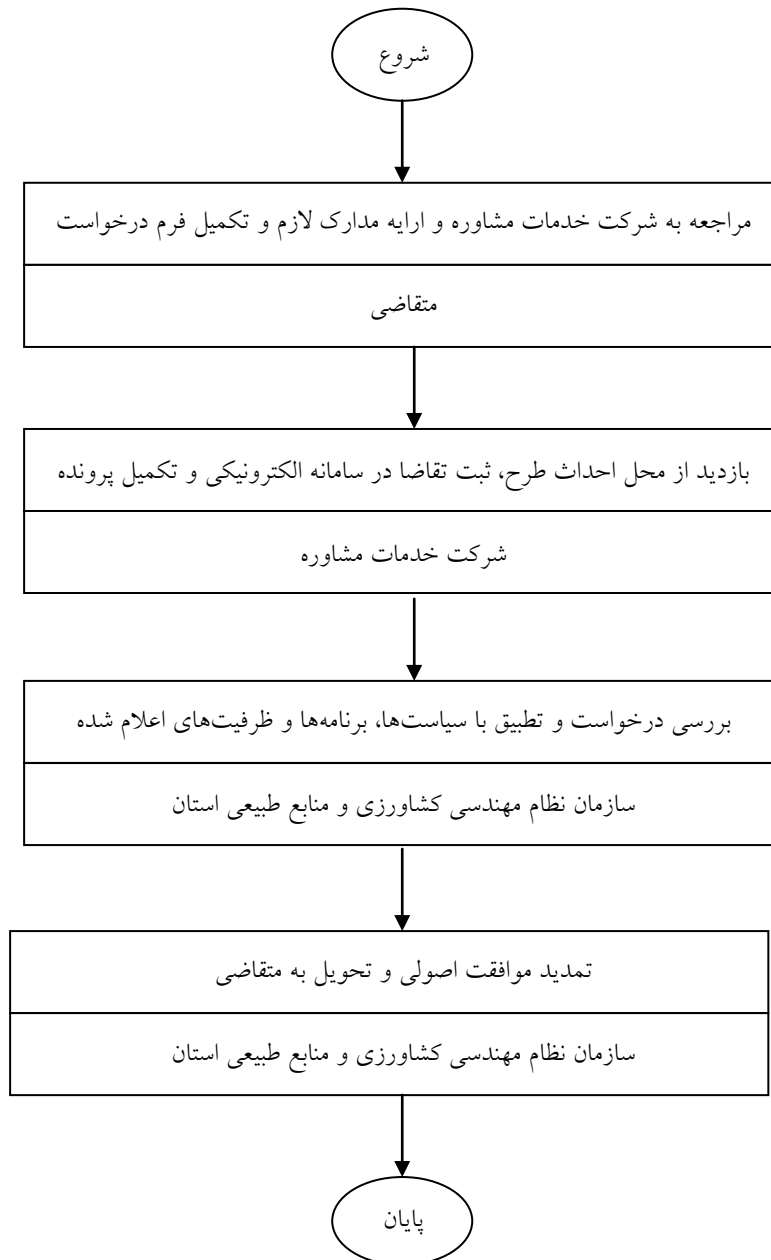 شروع
مراجعه به شرکت خدمات مشاوره و ارایه مدارک لازم و تکمیل فرم درخواست
متقاضی
بازدید از محل احداث طرح، ثبت تقاضا در سامانه الکترونیکی و تکمیل پرونده
شرکت خدمات مشاوره
بررسی درخواست و تطبیق با سیاست‌ها، برنامه‌ها و ظرفیت‌های اعلام شده
سازمان نظام مهندسی کشاورزی و منابع طبیعی استان
تمدید موافقت اصولی و تحویل به متقاضی
سازمان نظام مهندسی کشاورزی و منابع طبیعی استان
پایان